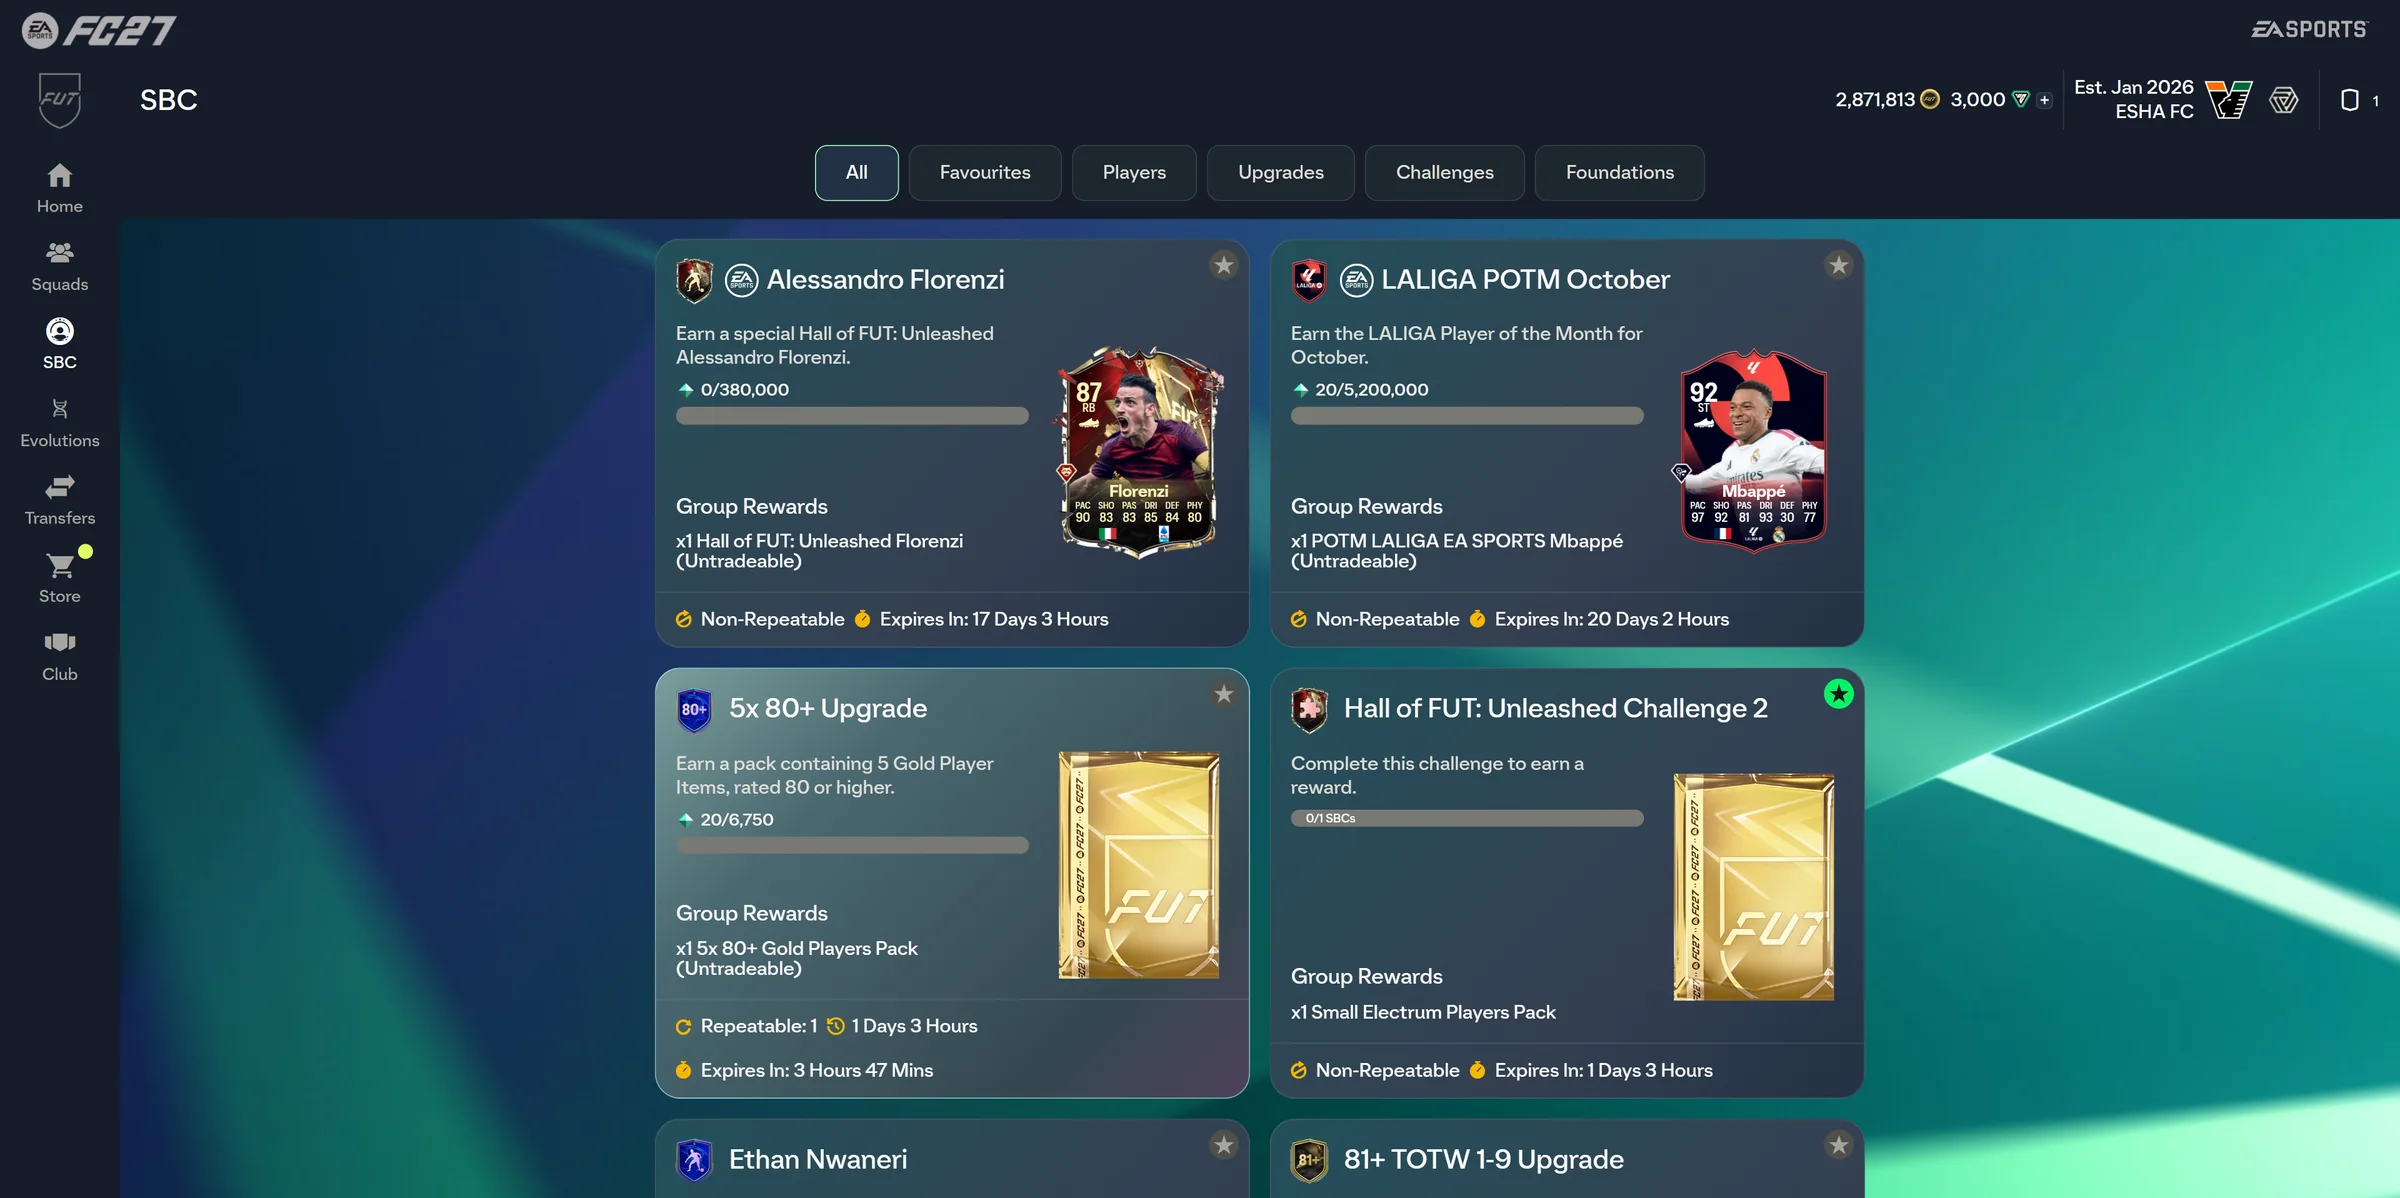 EA SPORTS FC27
EA SPORTS
FUT
SBC
2,871,813 3,000
Est. Jan 2026
ESHA FC
1
All
Favourites
Players
Upgrades
Challenges
Foundations
Home
Squads
SBC
Evolutions
Transfers
Store
Club
EA SPORTS Alessandro Florenzi
Earn a special Hall of FUT: Unleashed
Alessandro Florenzi.
0/380,000
Group Rewards
x1 Hall of FUT: Unleashed Florenzi
(Untradeable)
87
RB
FUT
Florenzi
PAC SHO PAS DRI DEF PHY
90 83 83 85 84 80
Non-Repeatable Expires In: 17 Days 3 Hours
EA SPORTS LALIGA POTM October
Earn the LALIGA Player of the Month for
October.
20/5,200,000
Group Rewards
x1 POTM LALIGA EA SPORTS Mbappé
(Untradeable)
92
ST
Mbappé
PAC SHO PAS DRI DEF PHY
97 92 81 93 30 77
Non-Repeatable Expires In: 20 Days 2 Hours
80+ 5x 80+ Upgrade
Earn a pack containing 5 Gold Player
Items, rated 80 or higher.
20/6,750
Group Rewards
x1 5x 80+ Gold Players Pack
(Untradeable)
FUT
Repeatable: 1 1 Days 3 Hours
Expires In: 3 Hours 47 Mins
Hall of FUT: Unleashed Challenge 2
Complete this challenge to earn a
reward.
0/1 SBCs
Group Rewards
x1 Small Electrum Players Pack
FUT
Non-Repeatable Expires In: 1 Days 3 Hours
Ethan Nwaneri
81+ 81+ TOTW 1-9 Upgrade